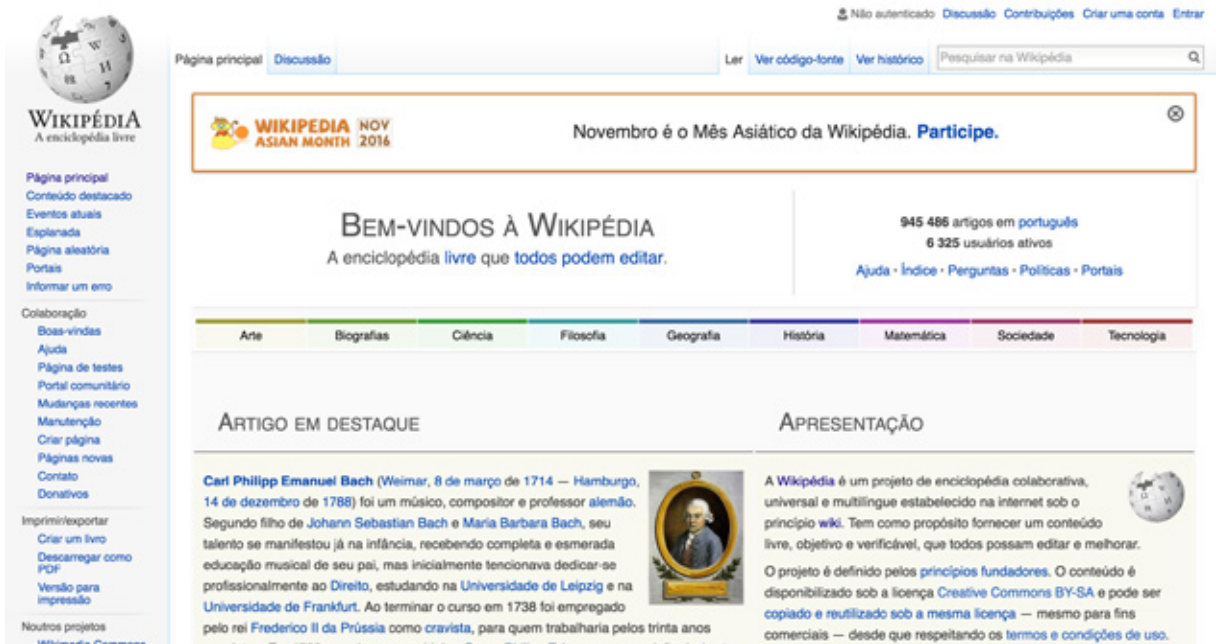 Não autenticado Discussão Contribuições Criar uma conta Entrar
Página principal Discussão Ler Ver código-fonte Ver histórico Pesquisar na Wikipédia
WIKIPÉDIA
A enciclopédia livre
Página principal
Conteúdo destacado
Eventos atuais
Esplanada
Página aleatória
Portais
Informar um erro
Colaboração
Boas-vindas
Ajuda
Página de testes
Portal comunitário
Mudanças recentes
Manutenção
Criar página
Páginas novas
Contato
Donativos
Imprimir/exportar
Criar um livro
Descarregar como
PDF
Versão para
impressão
Noutros projetos
Wikimedia Commons
WIKIPEDIA NOV
ASIAN MONTH 2016
Novembro é o Mês Asiático da Wikipédia. Participe.
BEM-VINDOS À WIKIPÉDIA
A enciclopédia livre que todos podem editar.
945 486 artigos em português
6 325 usuários ativos
Ajuda · Índice · Perguntas · Políticas · Portais
Arte Biografias Ciência Filosofia Geografia História Matemática Sociedade Tecnologia
ARTIGO EM DESTAQUE
Carl Philipp Emanuel Bach (Weimar, 8 de março de 1714 — Hamburgo,
14 de dezembro de 1788) foi um músico, compositor e professor alemão.
Segundo filho de Johann Sebastian Bach e Maria Barbara Bach, seu
talento se manifestou já na infância, recebendo completa e esmerada
educação musical de seu pai, mas inicialmente tencionava dedicar-se
profissionalmente ao Direito, estudando na Universidade de Leipzig e na
Universidade de Frankfurt. Ao terminar o curso em 1738 foi empregado
pelo rei Frederico II da Prússia como cravista, para quem trabalharia pelos trinta anos
APRESENTAÇÃO
A Wikipédia é um projeto de enciclopédia colaborativa,
universal e multilíngue estabelecido na internet sob o
princípio wiki. Tem como propósito fornecer um conteúdo
livre, objetivo e verificável, que todos possam editar e melhorar.
O projeto é definido pelos princípios fundadores. O conteúdo é
disponibilizado sob a licença Creative Commons BY-SA e pode ser
copiado e reutilizado sob a mesma licença — mesmo para fins
comerciais — desde que respeitando os termos e condições de uso.